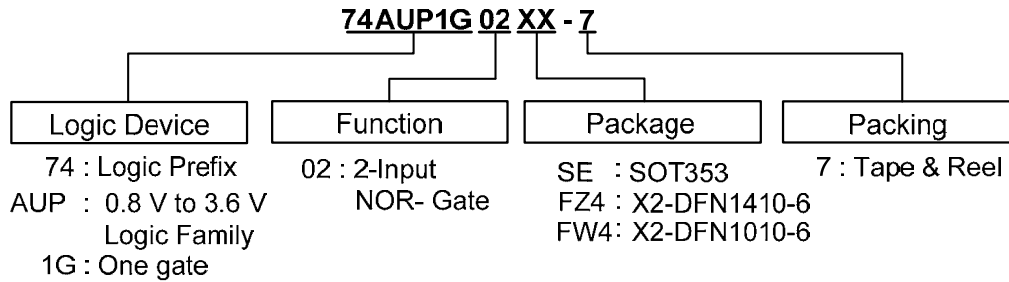 74AUP1G 02 XX - 7
Logic Device
74 : Logic Prefix
AUP : 0.8 V to 3.6 V
Logic Family
1G : One gate
Function
02 : 2-Input
NOR- Gate
Package
SE : SOT353
FZ4 : X2-DFN1410-6
FW4: X2-DFN1010-6
Packing
7 : Tape & Reel